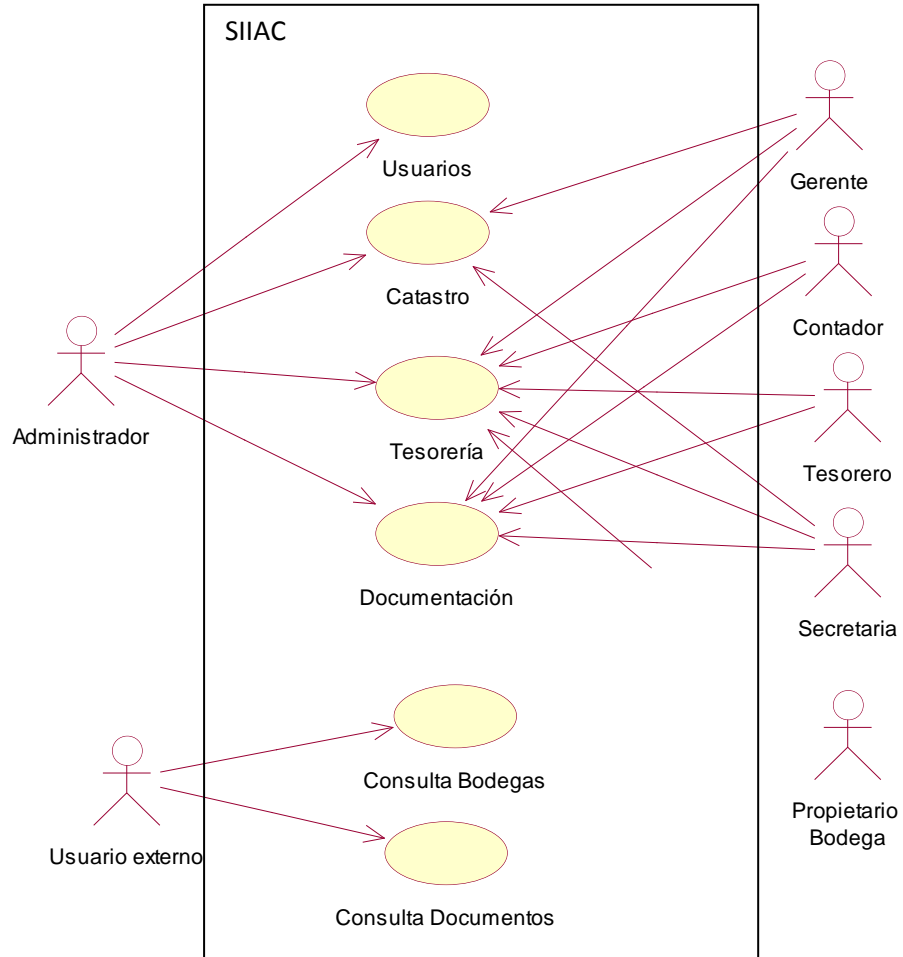 SIIAC
Usuarios
Gerente
Catastro
Contador
Administrador
Tesorería
Tesorero
Documentación
Secretaria
Consulta Bodegas
Propietario
Bodega
Usuario externo
Consulta Documentos